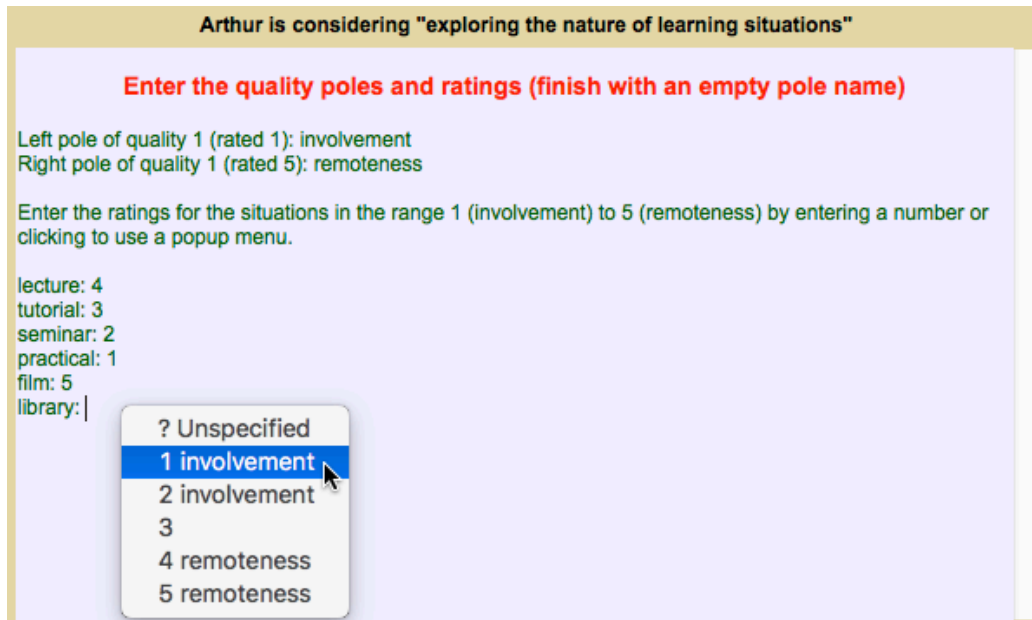 Arthur is considering "exploring the nature of learning situations"
Enter the quality poles and ratings (finish with an empty pole name)
Left pole of quality 1 (rated 1): involvement
Right pole of quality 1 (rated 5): remoteness
Enter the ratings for the situations in the range 1 (involvement) to 5 (remoteness) by entering a number or
clicking to use a popup menu.
lecture: 4
tutorial: 3
seminar: 2
practical: 1
film: 5
library:
? Unspecified
1 involvement
2 involvement
3
4 remoteness
5 remoteness